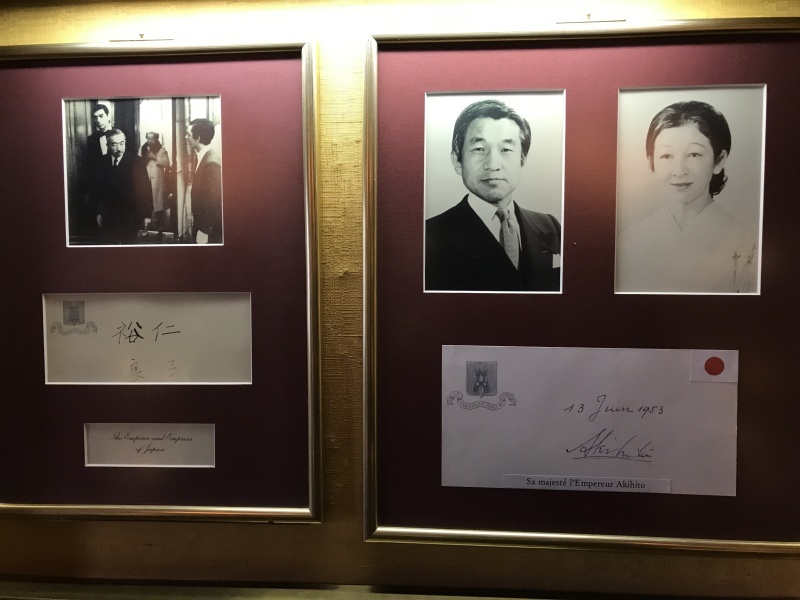 裕仁
良子
The Emperor and Empress
of Japan
13 Juin 1953
Akihito
Sa majesté l'Empereur Akihito